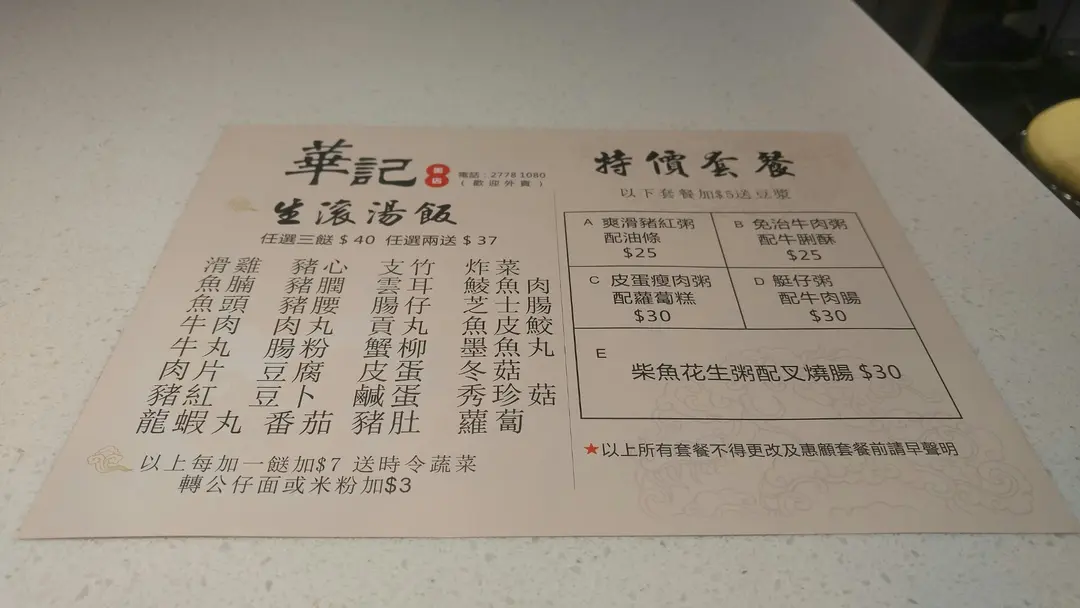 華記 粥店 電話：2778 1080
（歡迎外賣）
生滾湯飯
任選三餸 $40 任選兩送 $37
滑雞 豬心 支竹 炸菜
魚腩 豬膶 雲耳 鯪魚肉
魚頭 豬腰 腸仔 芝士腸
牛肉 肉丸 貢丸 魚皮鮫
牛丸 腸粉 蟹柳 墨魚丸
肉片 豆腐 皮蛋 冬菇
豬紅 豆卜 鹹蛋 秀珍菇
龍蝦丸 番茄 豬肚 蘿蔔
以上每加一餸加$7 送時令蔬菜
轉公仔面或米粉加$3
特價套餐
以下套餐加$5送豆漿
A 爽滑豬紅粥
配油條
$25
B 免治牛肉粥
配牛脷酥
$25
C 皮蛋瘦肉粥
配蘿蔔糕
$30
D 艇仔粥
配牛肉腸
$30
E
柴魚花生粥配叉燒腸 $30
★以上所有套餐不得更改及惠顧套餐前請早聲明